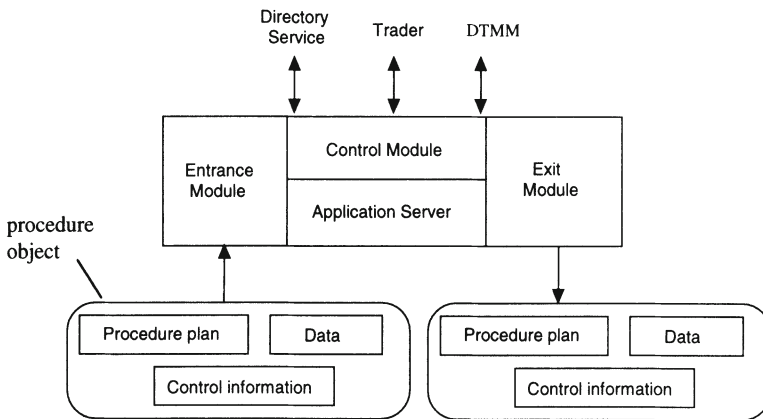 Directory
Service
Trader
DTMM
Entrance
Module
Control Module
Application Server
Exit
Module
procedure
object
Procedure plan
Data
Control information
Procedure plan
Data
Control information